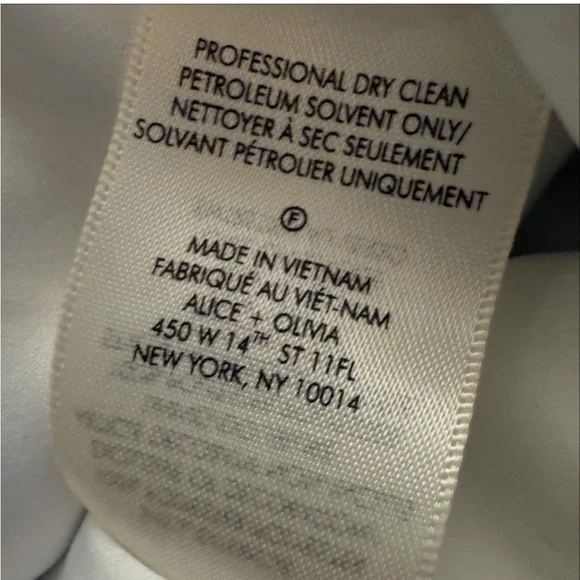 PROFESSIONAL DRY CLEAN
PETROLEUM SOLVENT ONLY/
NETTOYER À SEC SEULEMENT
SOLVANT PÉTROLIER UNIQUEMENT
F
MADE IN VIETNAM
FABRIQUÉ AU VIÊT-NAM
ALICE + OLIVIA
450 W 14TH ST 11FL
NEW YORK, NY 10014